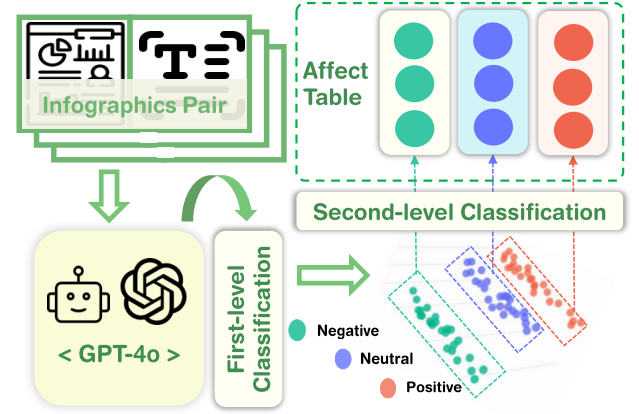 Infographics Pair
Affect
Table
Second-level Classification
< GPT-4o >
First-level
Classification
Negative
Neutral
Positive